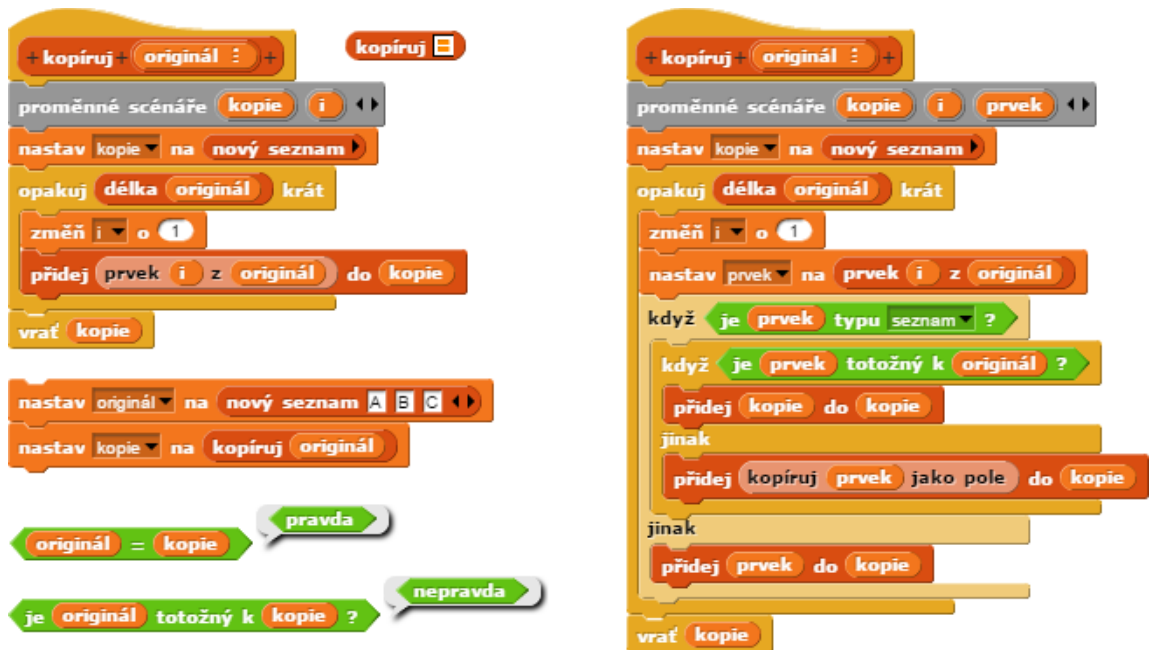 + kopíruj + originál ⋮ +
kopíruj
proměnné scénáře kopie i
nastav kopie na nový seznam
opakuj délka originál krát
změň i o 1
přidej prvek i z originál do kopie
vrať kopie
nastav originál na nový seznam A B C
nastav kopie na kopíruj originál
originál = kopie
pravda
je originál totožný k kopie ?
nepravda
+ kopíruj + originál ⋮ +
proměnné scénáře kopie i prvek
nastav kopie na nový seznam
opakuj délka originál krát
změň i o 1
nastav prvek na prvek i z originál
když je prvek typu seznam ?
když je prvek totožný k originál ?
přidej kopie do kopie
jinak
přidej kopíruj prvek jako pole do kopie
jinak
přidej prvek do kopie
vrať kopie